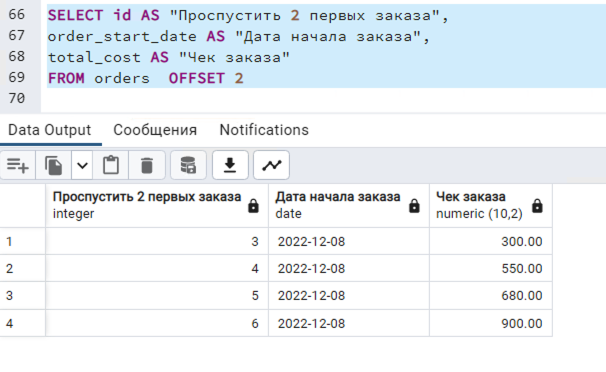 66 SELECT id AS "Проспустить 2 первых заказа",
67 order_start_date AS "Дата начала заказа",
68 total_cost AS "Чек заказа"
69 FROM orders  OFFSET 2
70
Data Output Сообщения Notifications
Проспустить 2 первых заказа Дата начала заказа Чек заказа
integer date numeric (10,2)
1 3 2022-12-08 300.00
2 4 2022-12-08 550.00
3 5 2022-12-08 680.00
4 6 2022-12-08 900.00